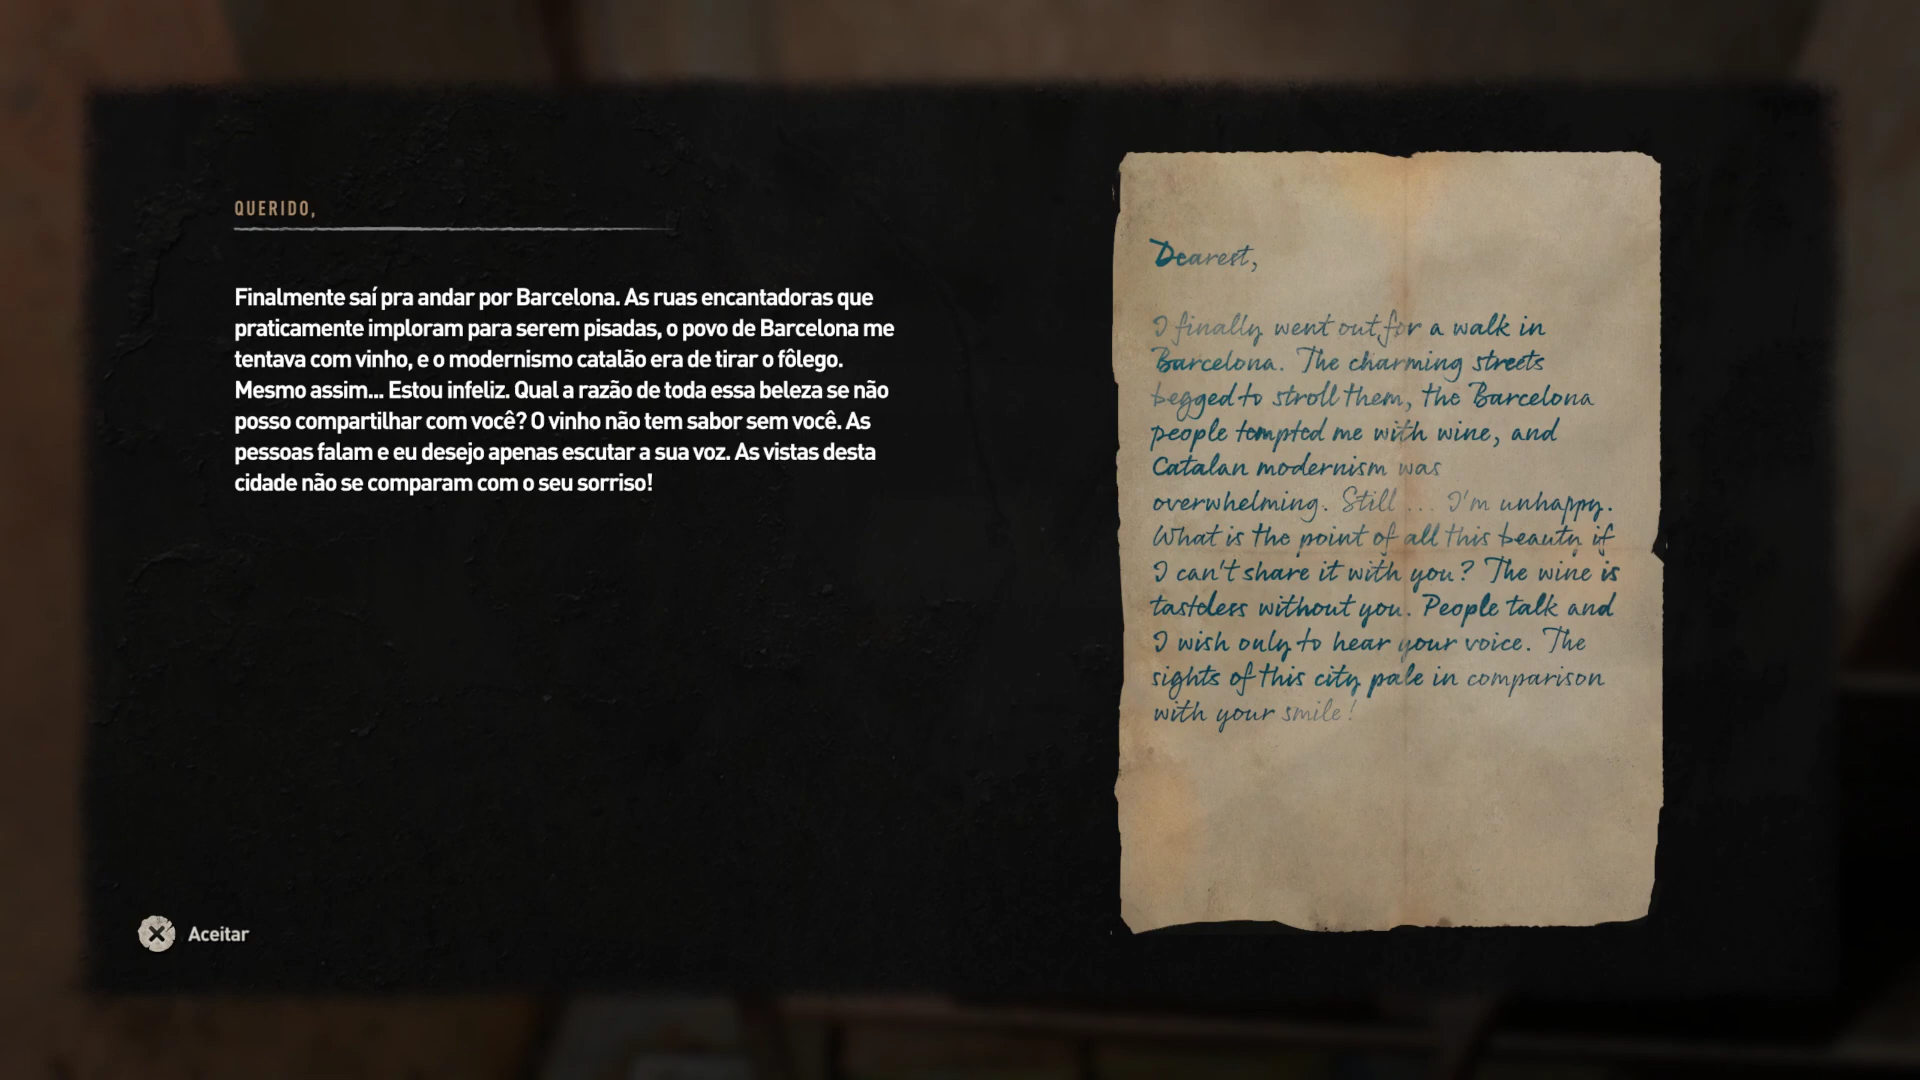 QUERIDO,
Finalmente saí pra andar por Barcelona. As ruas encantadoras que
praticamente imploram para serem pisadas, o povo de Barcelona me
tentava com vinho, e o modernismo catalão era de tirar o fôlego.
Mesmo assim... Estou infeliz. Qual a razão de toda essa beleza se não
posso compartilhar com você? O vinho não tem sabor sem você. As
pessoas falam e eu desejo apenas escutar a sua voz. As vistas desta
cidade não se comparam com o seu sorriso!
Aceitar
Dearest,
I finally went out for a walk in
Barcelona. The charming streets
begged to stroll them, the Barcelona
people tempted me with wine, and
Catalan modernism was
overwhelming. Still ... I'm unhappy.
What is the point of all this beauty if
I can't share it with you? The wine is
tasteless without you. People talk and
I wish only to hear your voice. The
sights of this city pale in comparison
with your smile!